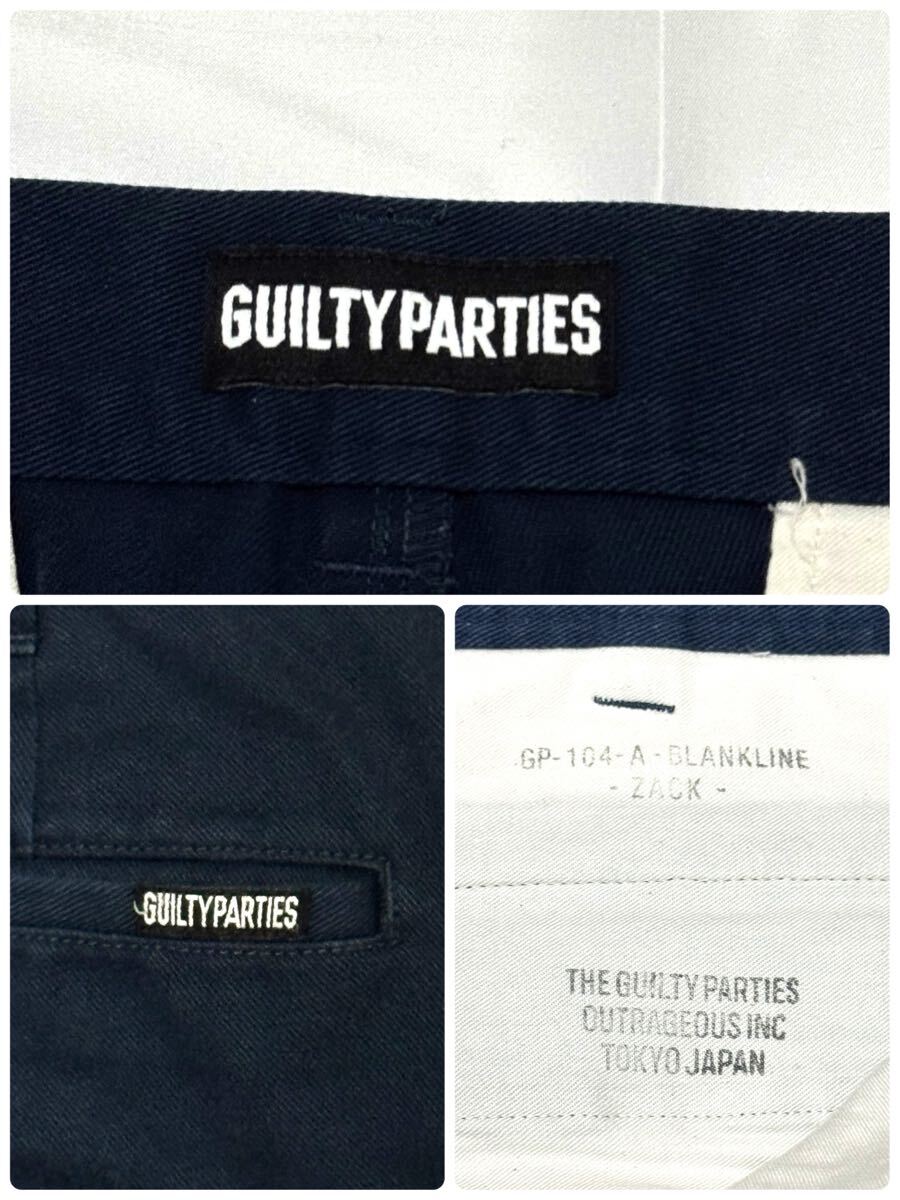 GUILTYPARTIES
GUILTYPARTIES
GP-104-A-BLANKLINE
- ZACK -
THE GUILTY PARTIES
OUTRAGEOUS INC
TOKYO JAPAN